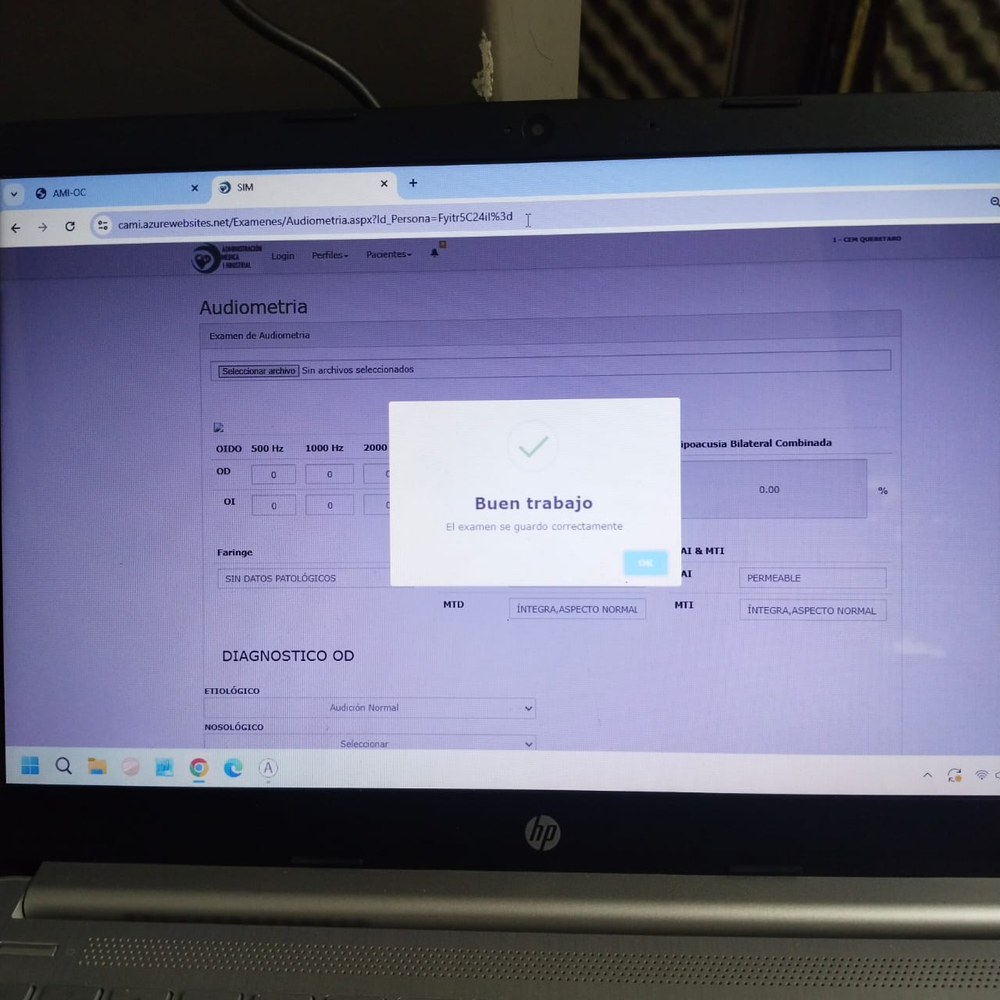 AMI-OC
SIM
cami.azurewebsites.net/Examenes/Audiometria.aspx?Id_Persona=Fyitr5C24iI%3d
ADMINISTRACIÓN
MÉDICA
INDUSTRIAL
Login
Perfiles
Pacientes
1 - CEM QUERETARO
Audiometria
Examen de Audiometria
Seleccionar archivo Sin archivos seleccionados
OIDO 500 Hz 1000 Hz 2000
ipoacusia Bilateral Combinada
OD 0 0 0
0.00 %
OI 0 0 0
Buen trabajo
El examen se guardo correctamente
OK
Faringe
AI & MTI
SIN DATOS PATOLÓGICOS
AI PERMEABLE
MTD ÍNTEGRA,ASPECTO NORMAL
MTI ÍNTEGRA,ASPECTO NORMAL
DIAGNOSTICO OD
ETIOLÓGICO
Audición Normal
NOSOLÓGICO
Seleccionar
hp